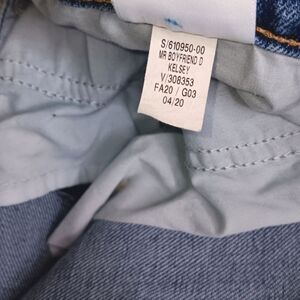 S/610950-00
MR BOYFRIEND D
KELSEY
V/308353
FA20 / G03
04/20